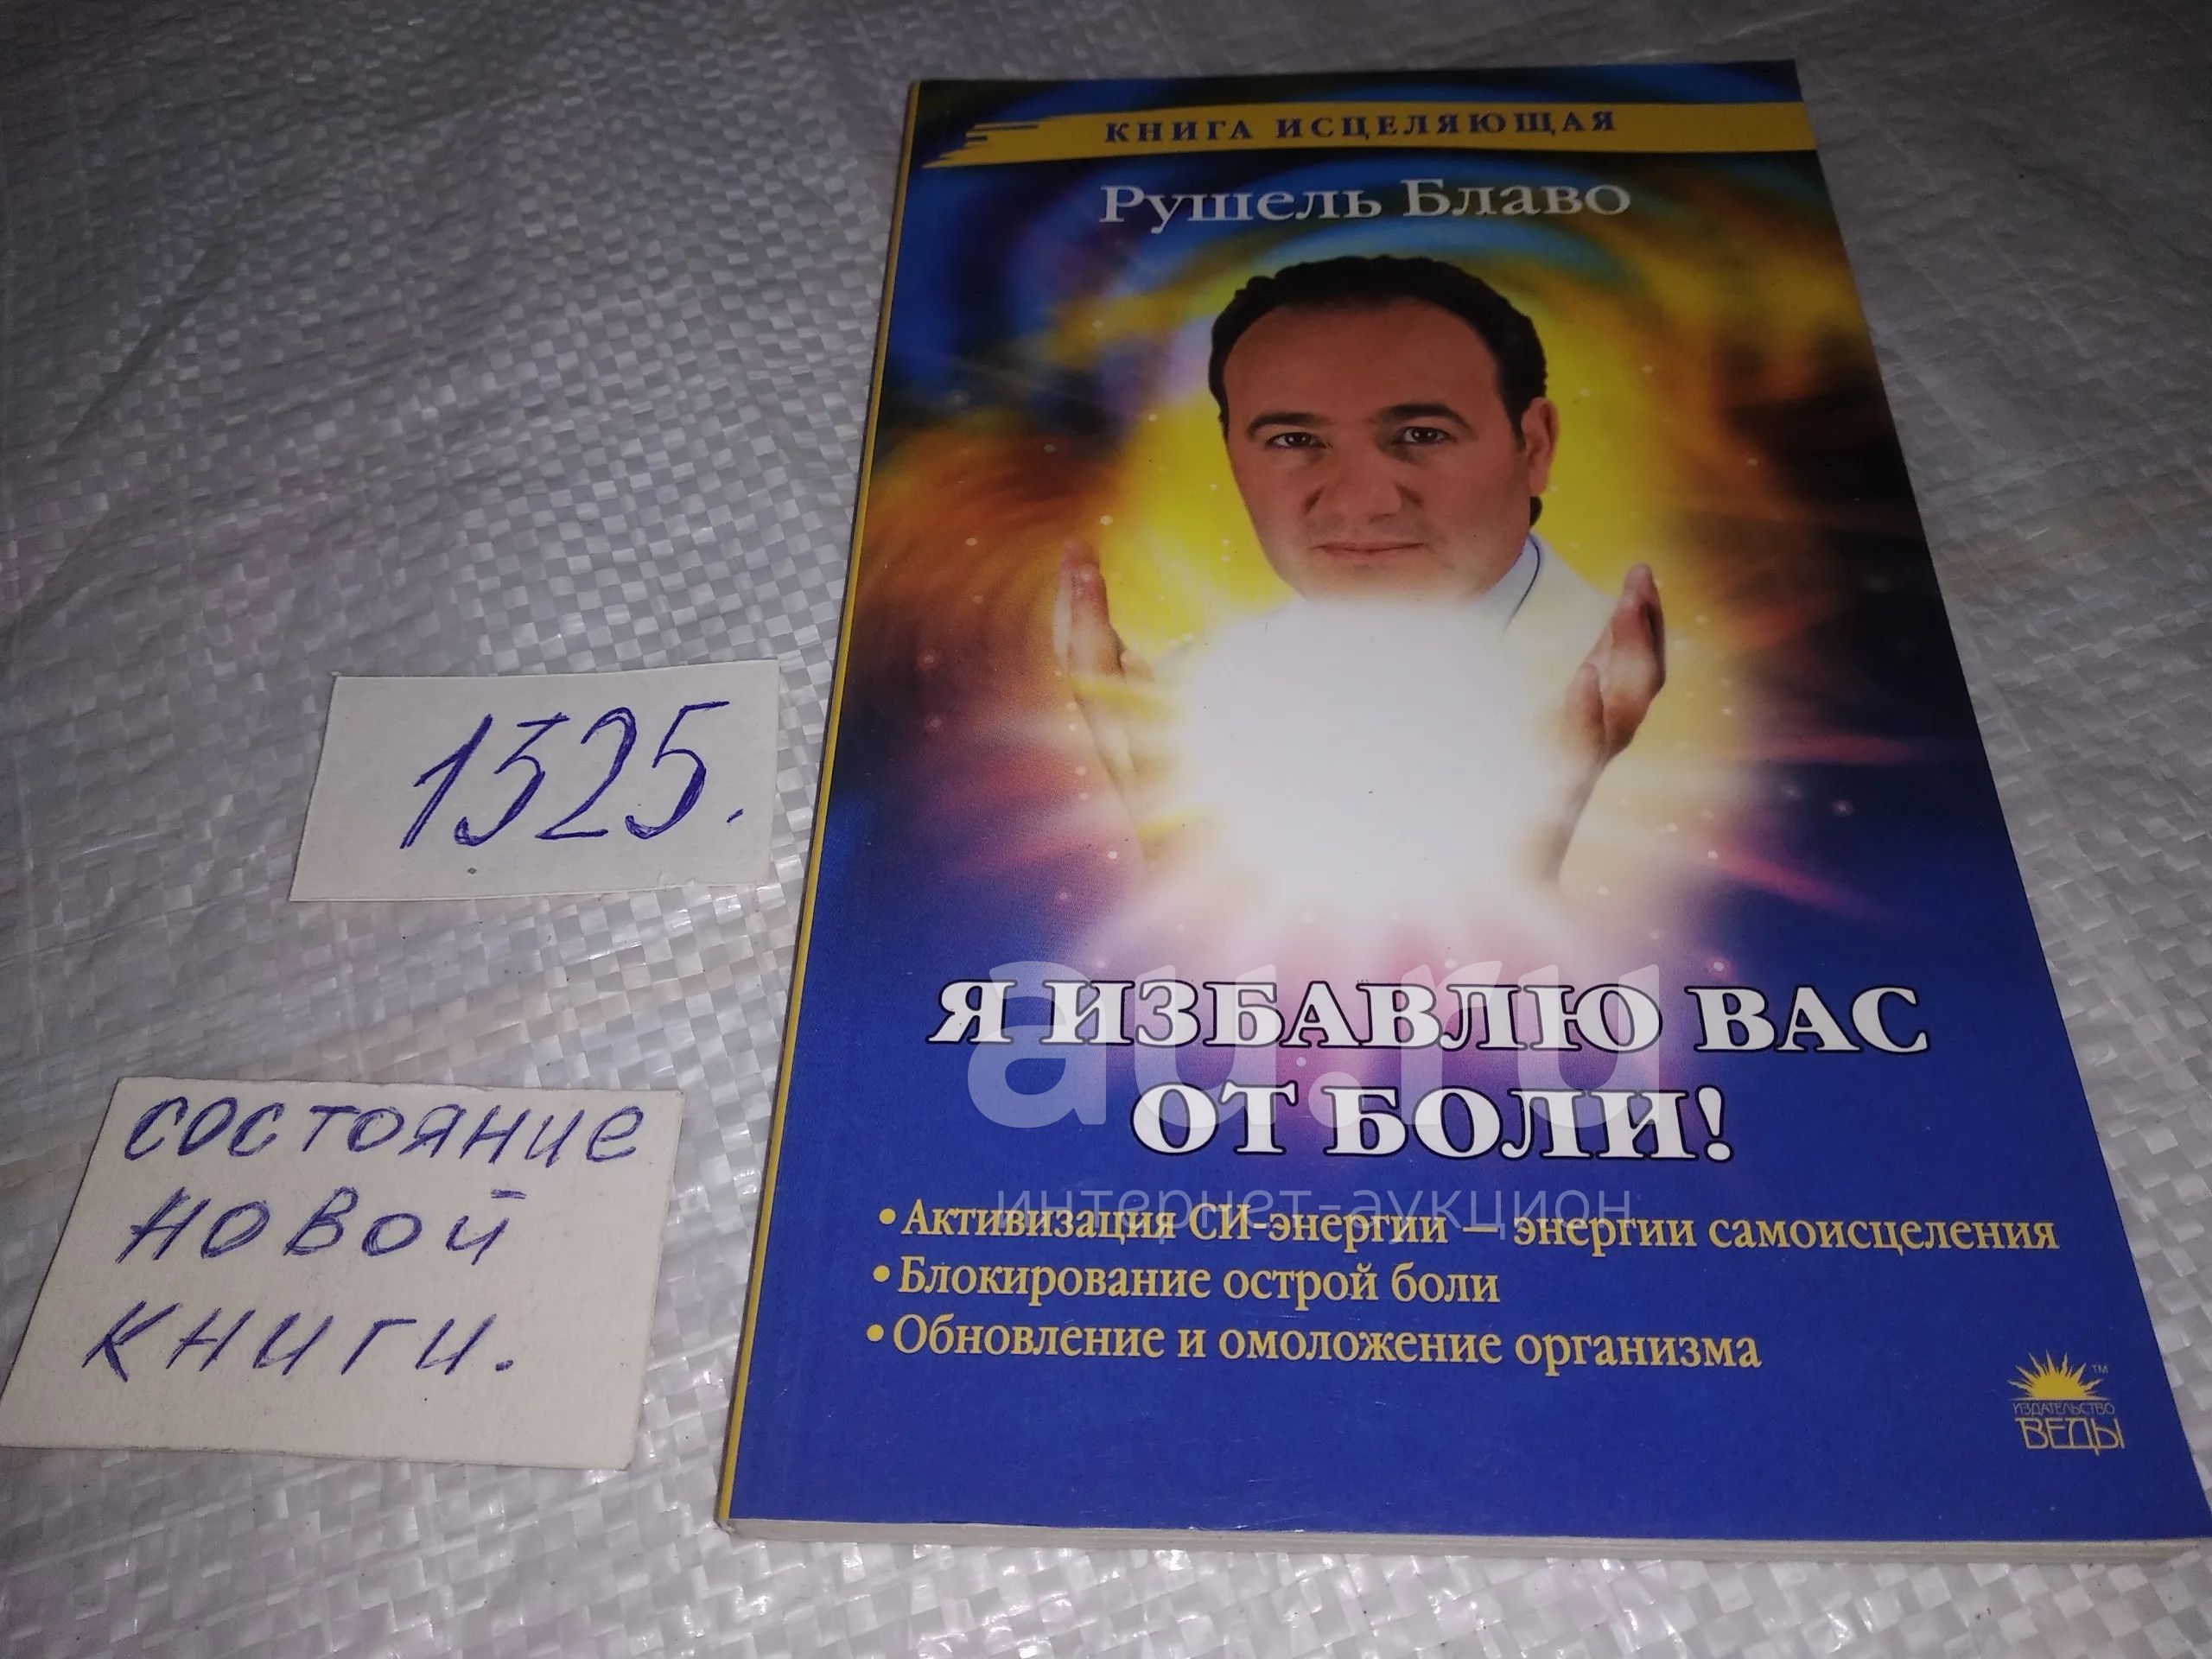 КНИГА ИСЦЕЛЯЮЩАЯ
Рушель Блаво
Я ИЗБАВЛЮ ВАС
ОТ БОЛИ!
• Активизация СИ-энергии — энергии самоисцеления
• Блокирование острой боли
• Обновление и омоложение организма
ИЗДАТЕЛЬСТВО
ВЕДЫ
TM
1325.
состояние
новой
книги.
au.ru
интернет-аукцион